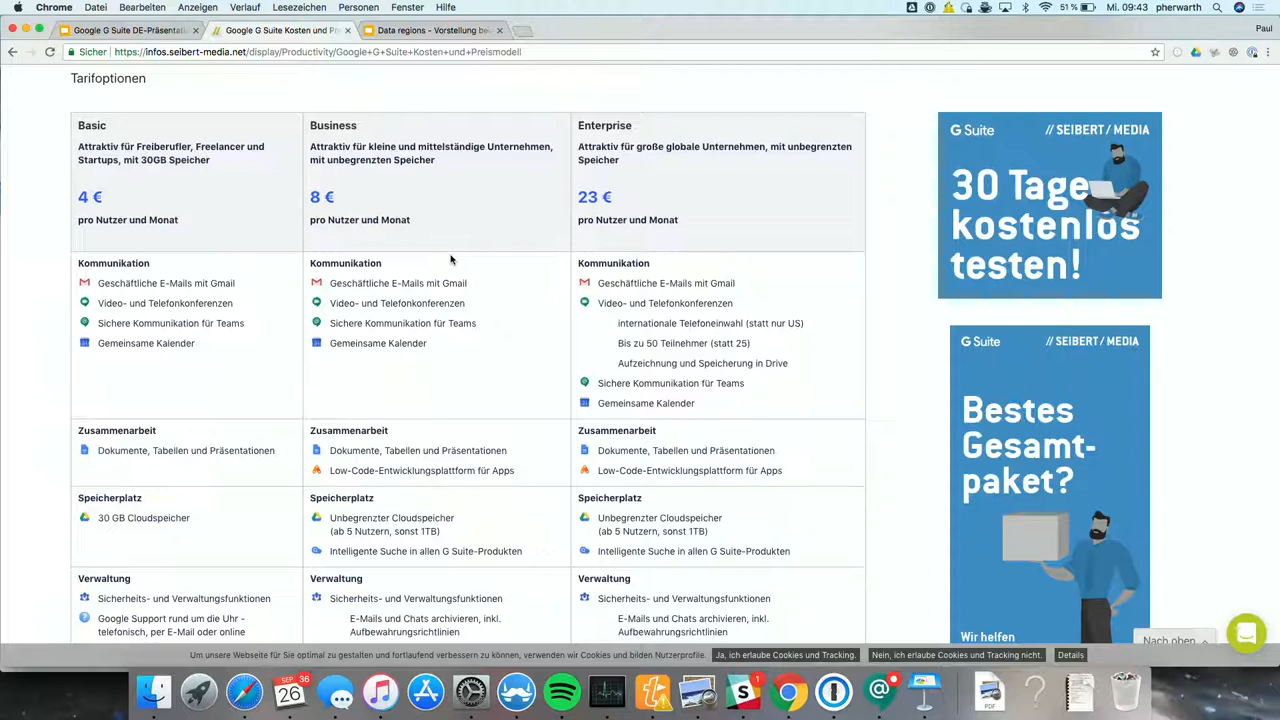 Chrome Datei Bearbeiten Anzeigen Verlauf Lesezeichen Personen Fenster Hilfe
51 % Mi. 09:43 pherwarth
Google G Suite DE-Präsentati
Google G Suite Kosten und Pr
Data regions - Vorstellung be
Paul
Sicher https://infos.seibert-media.net/display/Productivity/Google+G+Suite+Kosten+und+Preismodell
Tarifoptionen
Basic
Attraktiv für Freiberufler, Freelancer und
Startups, mit 30GB Speicher
4 €
pro Nutzer und Monat
Business
Attraktiv für kleine und mittelständige Unternehmen,
mit unbegrenzten Speicher
8 €
pro Nutzer und Monat
Enterprise
Attraktiv für große globale Unternehmen, mit unbegrenzten
Speicher
23 €
pro Nutzer und Monat
Kommunikation
Geschäftliche E-Mails mit Gmail
Video- und Telefonkonferenzen
Sichere Kommunikation für Teams
Gemeinsame Kalender
Kommunikation
Geschäftliche E-Mails mit Gmail
Video- und Telefonkonferenzen
Sichere Kommunikation für Teams
Gemeinsame Kalender
Kommunikation
Geschäftliche E-Mails mit Gmail
Video- und Telefonkonferenzen
internationale Telefoneinwahl (statt nur US)
Bis zu 50 Teilnehmer (statt 25)
Aufzeichnung und Speicherung in Drive
Sichere Kommunikation für Teams
Gemeinsame Kalender
Zusammenarbeit
Dokumente, Tabellen und Präsentationen
Zusammenarbeit
Dokumente, Tabellen und Präsentationen
Low-Code-Entwicklungsplattform für Apps
Zusammenarbeit
Dokumente, Tabellen und Präsentationen
Low-Code-Entwicklungsplattform für Apps
Speicherplatz
30 GB Cloudspeicher
Speicherplatz
Unbegrenzter Cloudspeicher
(ab 5 Nutzern, sonst 1TB)
Intelligente Suche in allen G Suite-Produkten
Speicherplatz
Unbegrenzter Cloudspeicher
(ab 5 Nutzern, sonst 1TB)
Intelligente Suche in allen G Suite-Produkten
Verwaltung
Sicherheits- und Verwaltungsfunktionen
Google Support rund um die Uhr -
telefonisch, per E-Mail oder online
Verwaltung
Sicherheits- und Verwaltungsfunktionen
E-Mails und Chats archivieren, inkl.
Aufbewahrungsrichtlinien
Verwaltung
Sicherheits- und Verwaltungsfunktionen
E-Mails und Chats archivieren, inkl.
Aufbewahrungsrichtlinien
G Suite // SEIBERT / MEDIA
30 Tage
kostenlos
testen!
G Suite // SEIBERT / MEDIA
Bestes
Gesamt-
paket?
Wir helfen
Nach oben
Um unsere Webseite für Sie optimal zu gestalten und fortlaufend verbessern zu können, verwenden wir Cookies und bilden Nutzerprofile. Ja, ich erlaube Cookies und Tracking. Nein, ich erlaube Cookies und Tracking nicht. Details
SEP.
26
36
1
PDF